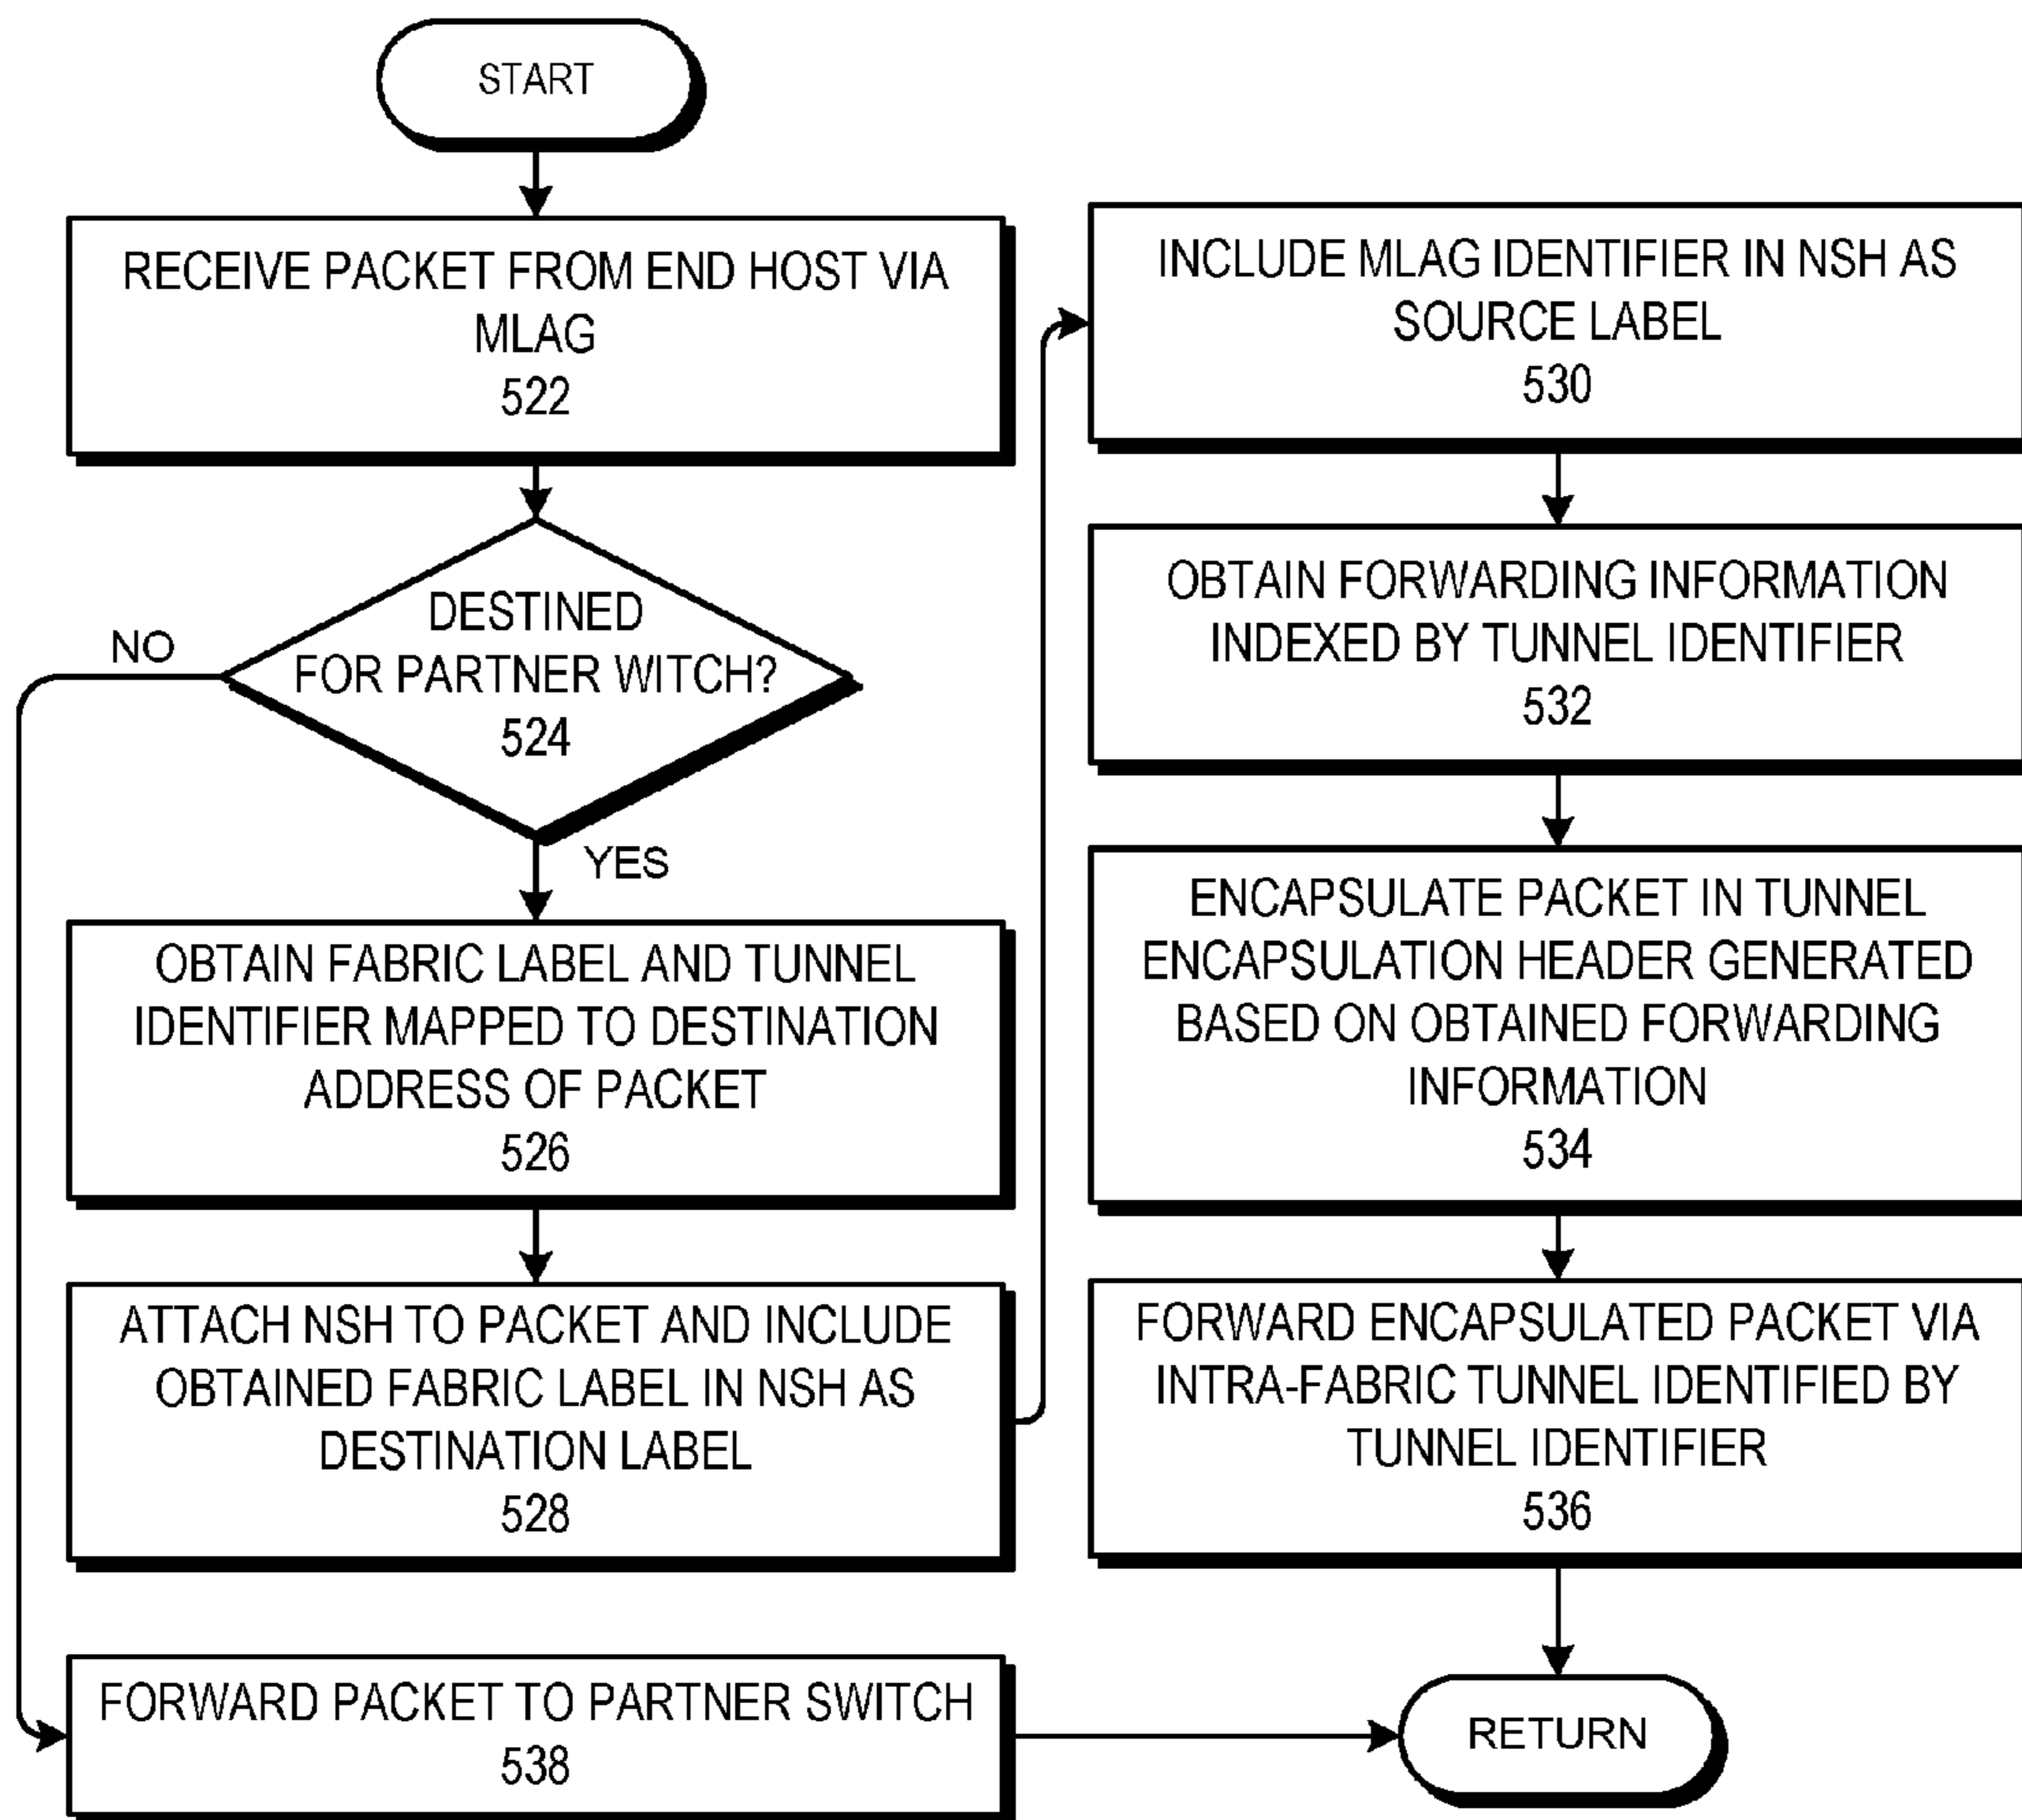 START
RECEIVE PACKET FROM END HOST VIA
MLAG
522
DESTINED
FOR PARTNER WITCH?
524
NO
YES
OBTAIN FABRIC LABEL AND TUNNEL
IDENTIFIER MAPPED TO DESTINATION
ADDRESS OF PACKET
526
ATTACH NSH TO PACKET AND INCLUDE
OBTAINED FABRIC LABEL IN NSH AS
DESTINATION LABEL
528
INCLUDE MLAG IDENTIFIER IN NSH AS
SOURCE LABEL
530
OBTAIN FORWARDING INFORMATION
INDEXED BY TUNNEL IDENTIFIER
532
ENCAPSULATE PACKET IN TUNNEL
ENCAPSULATION HEADER GENERATED
BASED ON OBTAINED FORWARDING
INFORMATION
534
FORWARD ENCAPSULATED PACKET VIA
INTRA-FABRIC TUNNEL IDENTIFIED BY
TUNNEL IDENTIFIER
536
FORWARD PACKET TO PARTNER SWITCH
538
RETURN